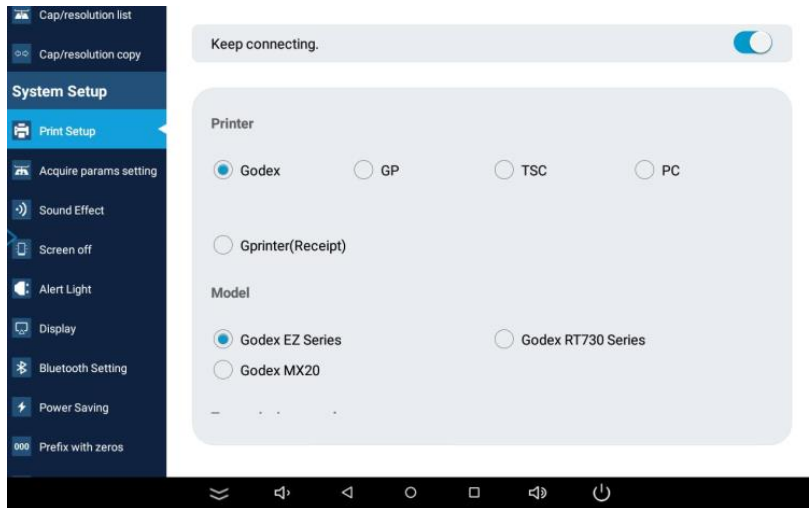 Cap/resolution list
Cap/resolution copy
System Setup
Print Setup
Acquire params setting
Sound Effect
Screen off
Alert Light
Display
Bluetooth Setting
Power Saving
000 Prefix with zeros
Keep connecting.
Printer
Godex GP TSC PC
Gprinter(Receipt)
Model
Godex EZ Series Godex RT730 Series
Godex MX20